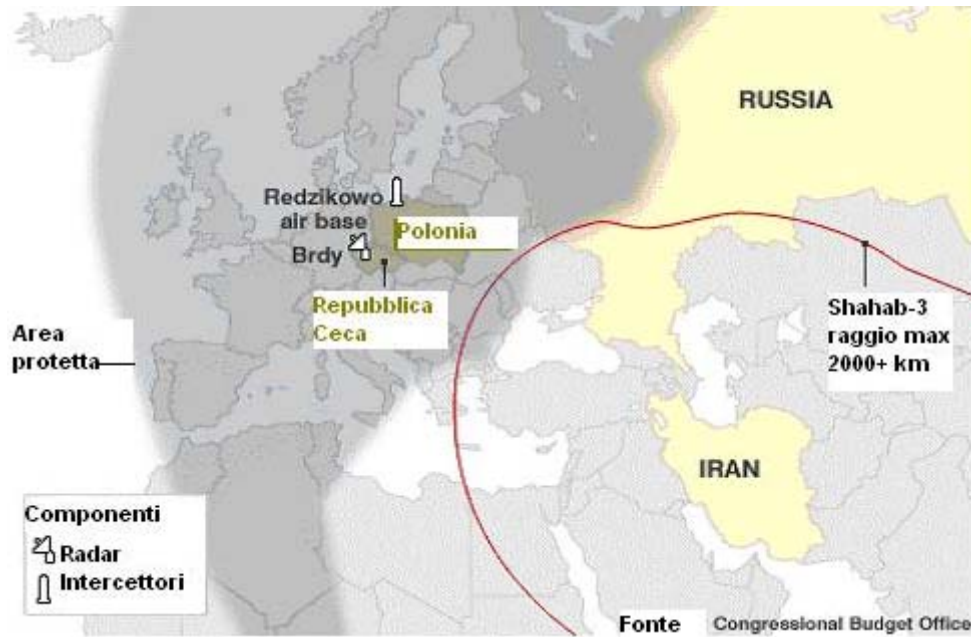 RUSSIA
Redzikowo
air base
Polonia
Brdy
Repubblica
Ceca
Area
protetta
Shahab-3
raggio max
2000+ km
IRAN
Componenti
Radar
Intercettori
Fonte Congressional Budget Office